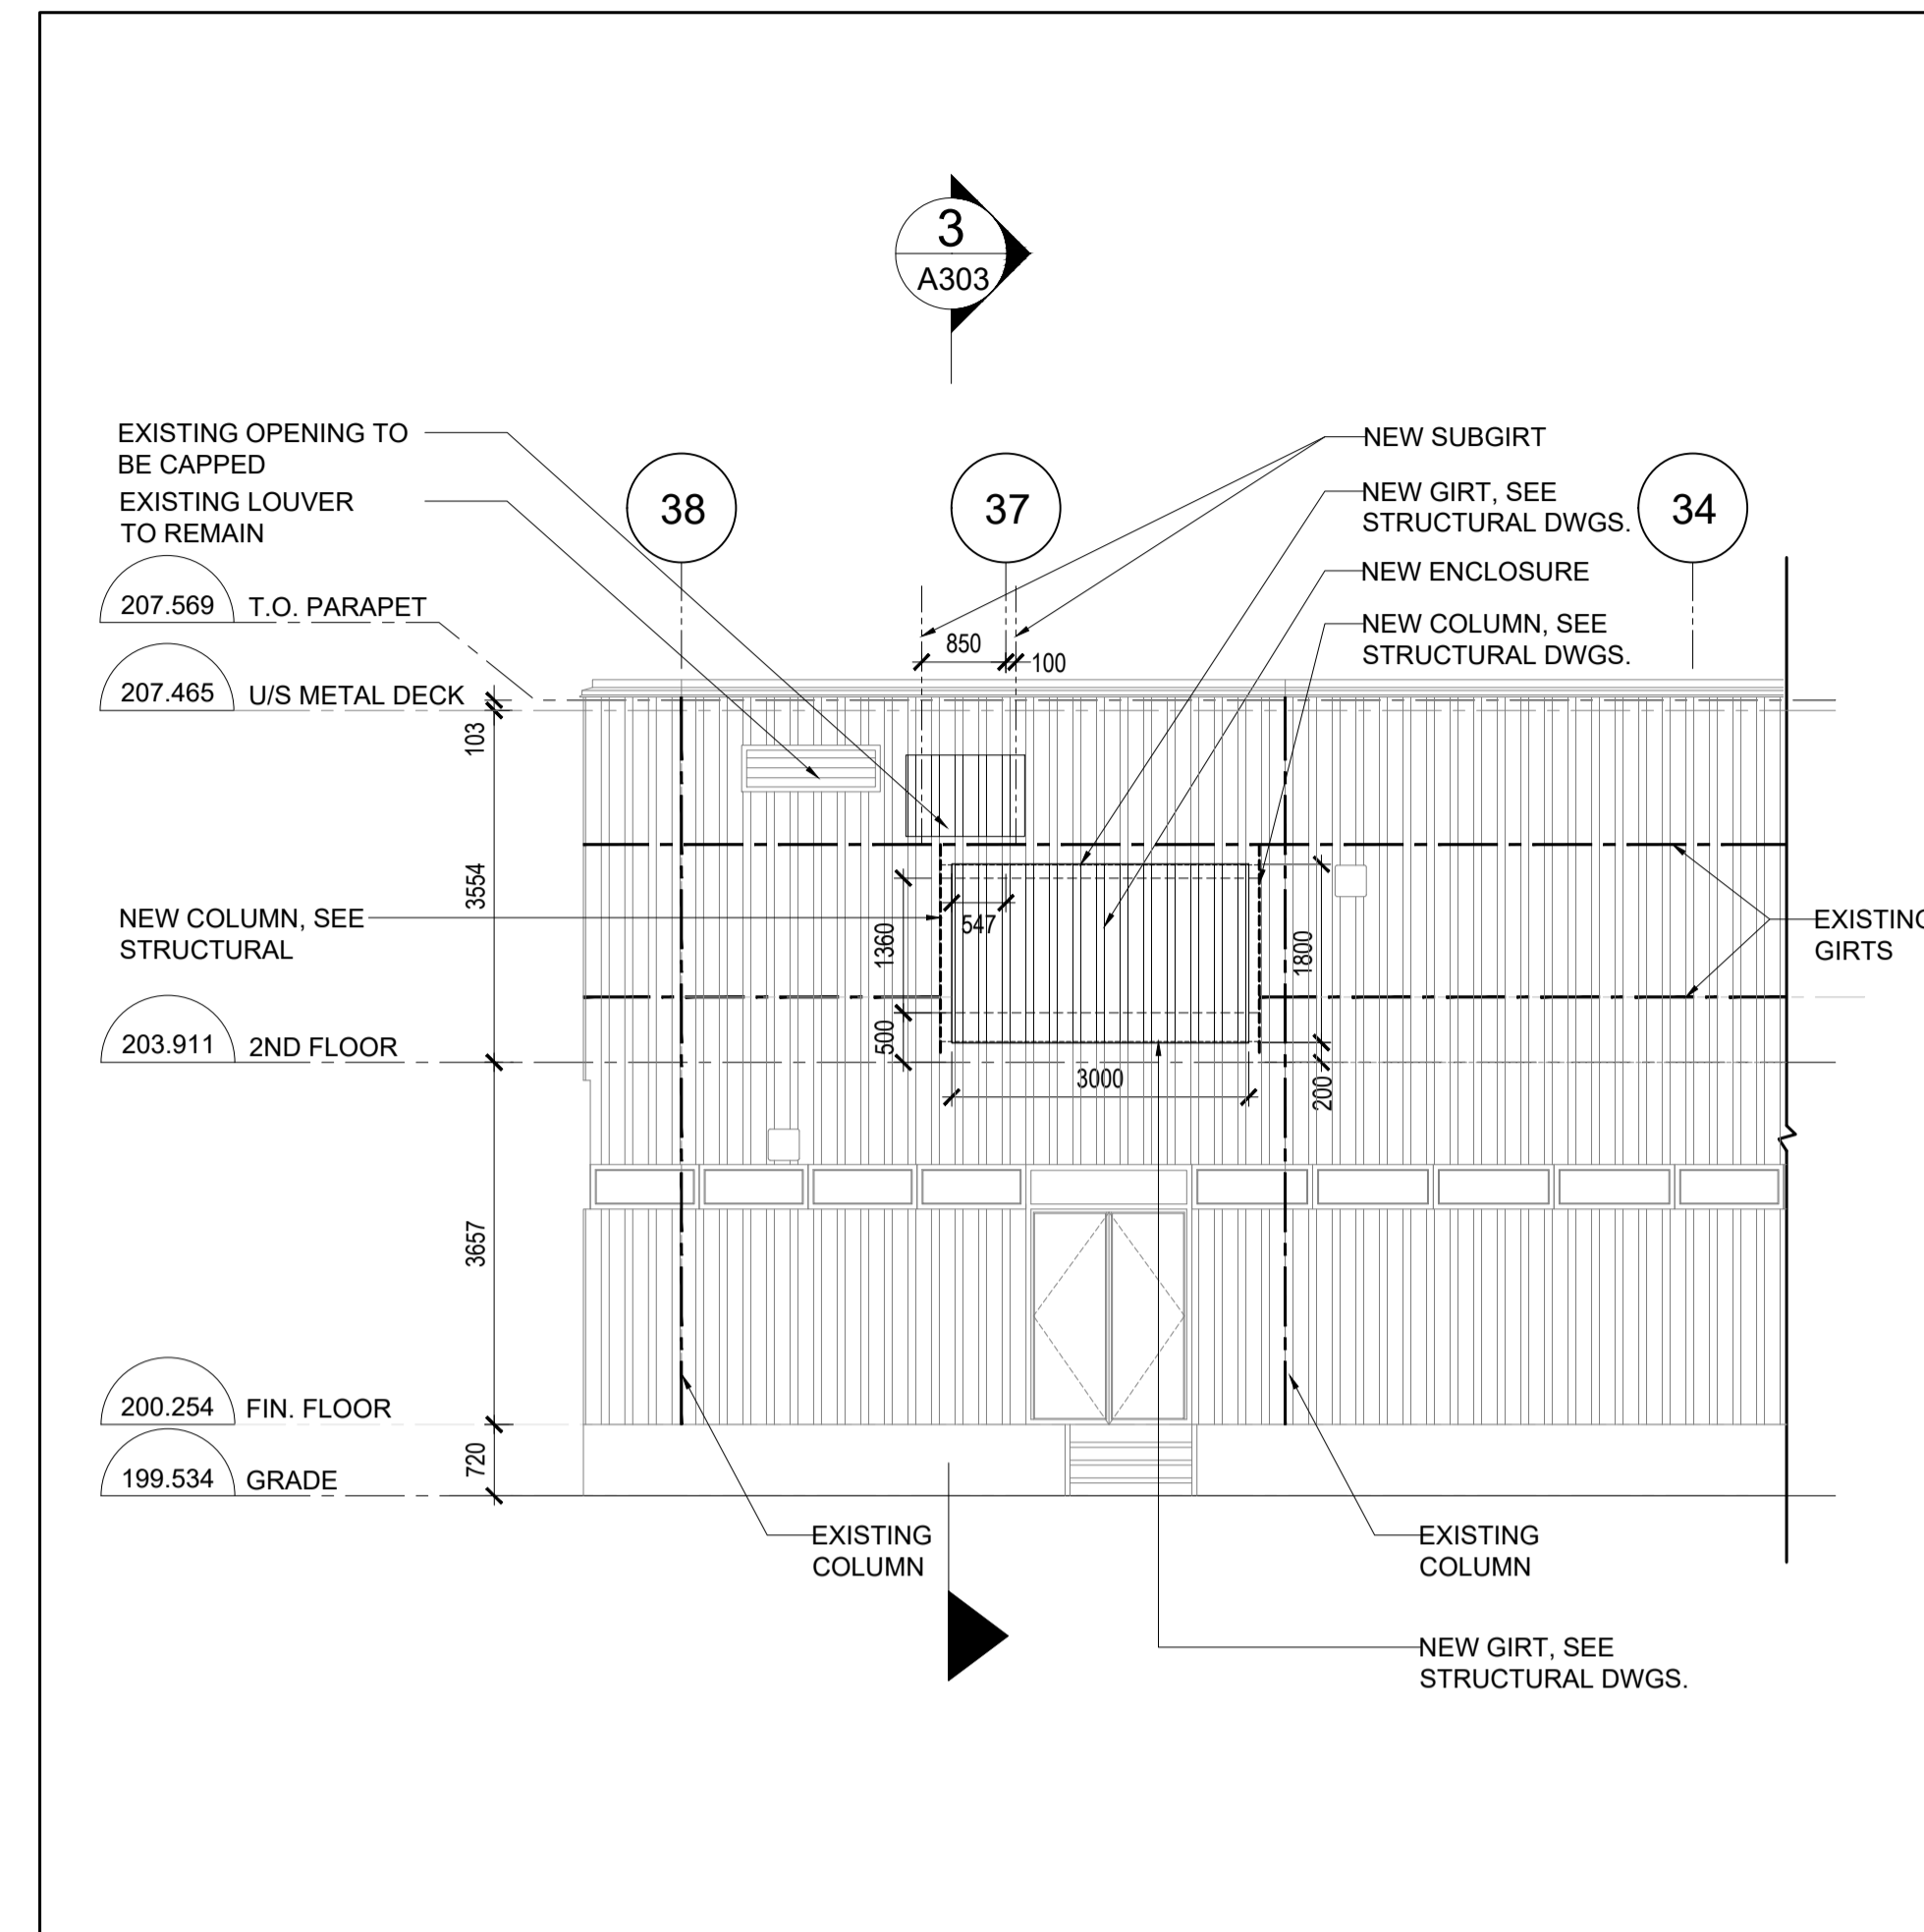 3
A303
EXISTING OPENING TO
BE CAPPED
EXISTING LOUVER
TO REMAIN
38
37
34
NEW SUBGIRT
NEW GIRT, SEE
STRUCTURAL DWGS.
NEW ENCLOSURE
NEW COLUMN, SEE
STRUCTURAL DWGS.
207.569 T.O. PARAPET
850
100
207.465 U/S METAL DECK
103
3554
NEW COLUMN, SEE
STRUCTURAL
547
1360
1800
EXISTING
GIRTS
500
203.911 2ND FLOOR
3000
200
3657
200.254 FIN. FLOOR
720
199.534 GRADE
EXISTING
COLUMN
EXISTING
COLUMN
NEW GIRT, SEE
STRUCTURAL DWGS.